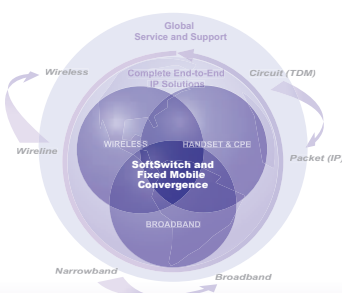 Global
Service and Support
Wireless
Complete End-to-End
IP Solutions
Circuit (TDM)
WIRELESS
HANDSET & CPE
Wireline
Packet (IP)
SoftSwitch and
Fixed Mobile
Convergence
BROADBAND
Narrowband
Broadband